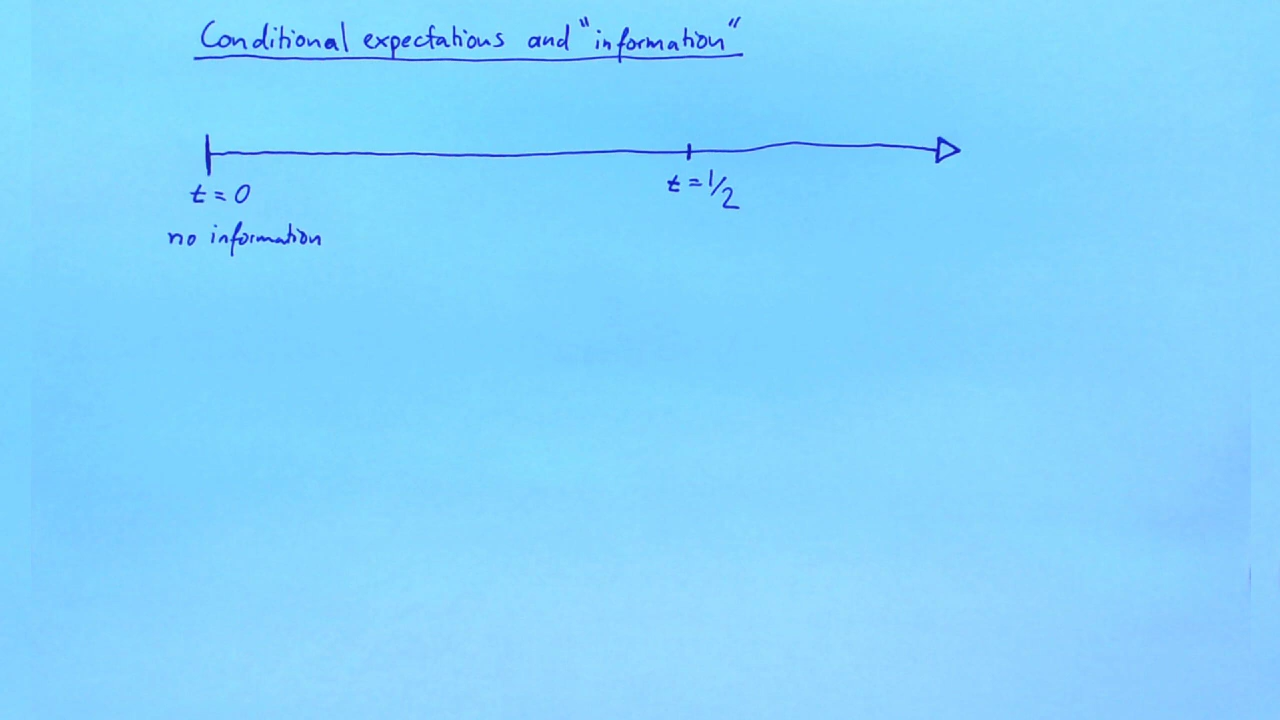 Conditional expectations and "information"
t = 0
t = 1/2
no information